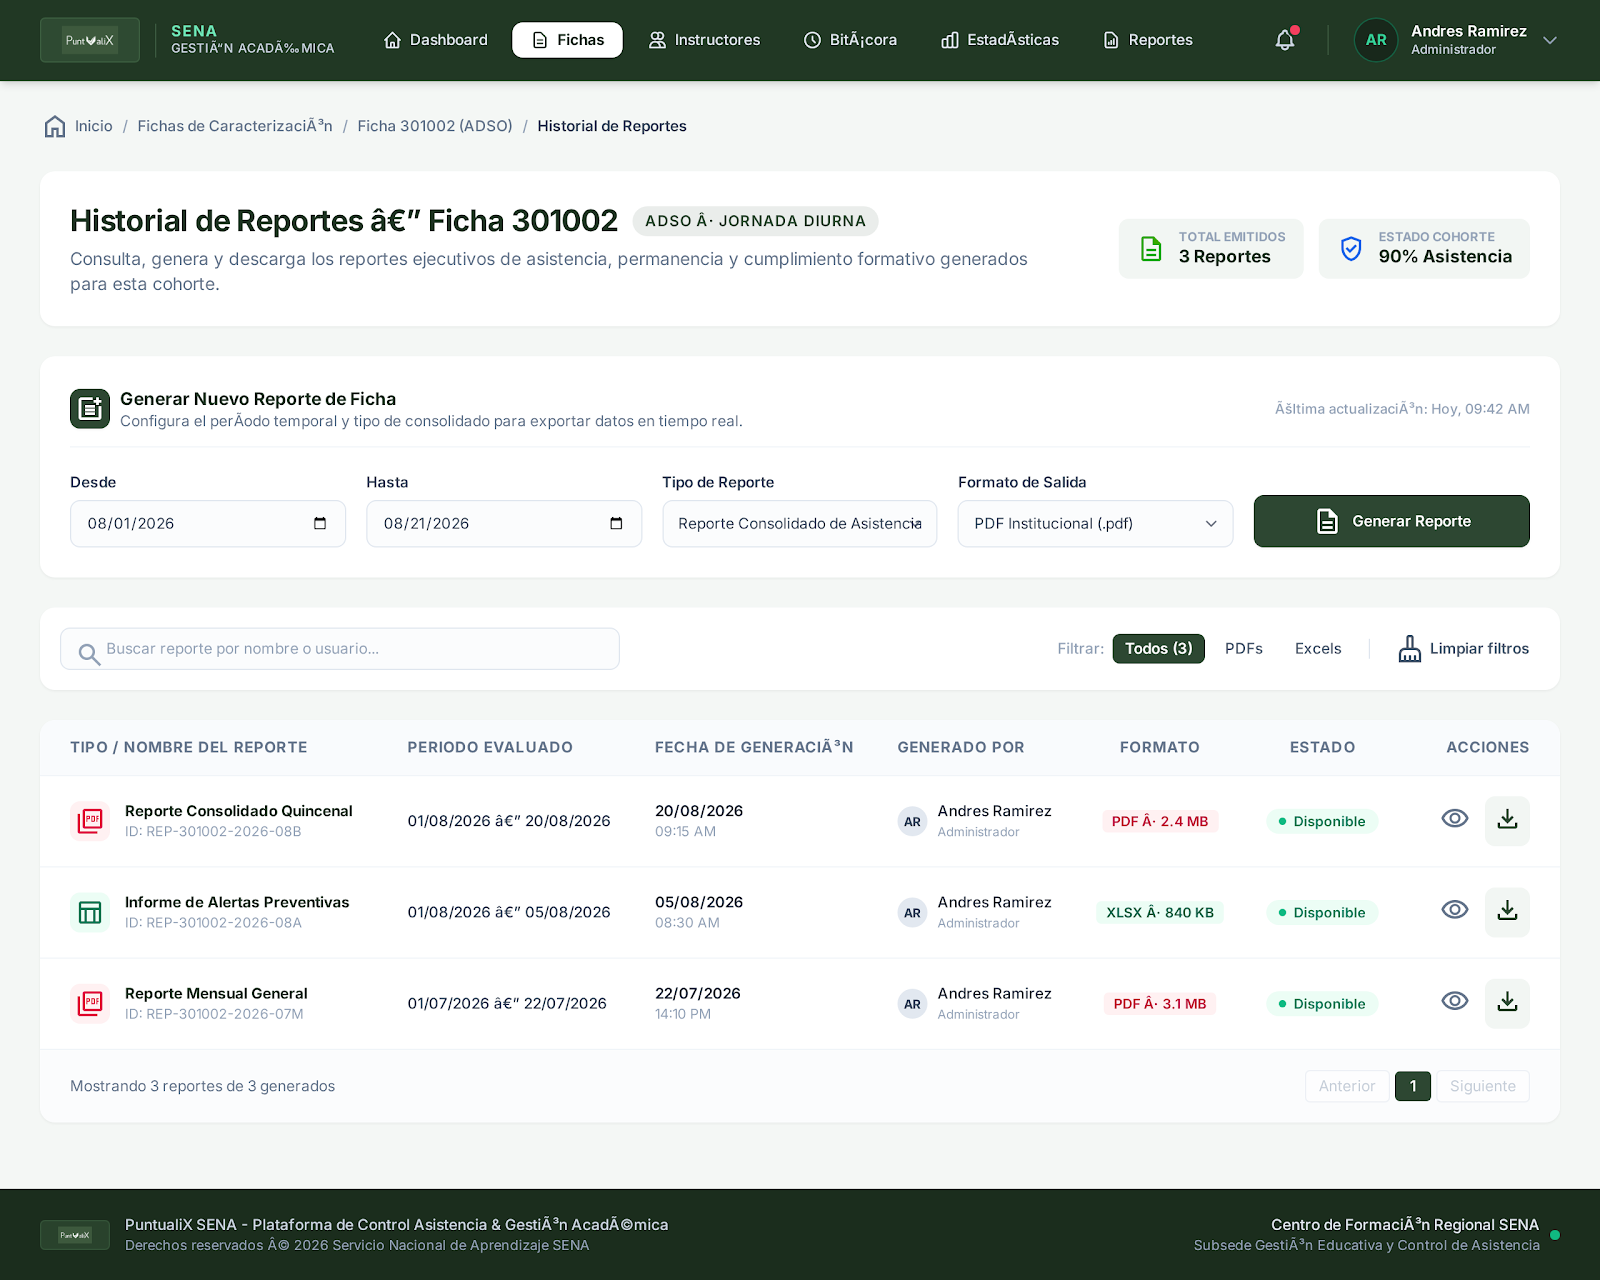 PuntualiX
SENA
GESTIÃ“N ACADÃ‰MICA
Dashboard
Fichas
Instructores
BitÃ¡cora
EstadÃ­sticas
Reportes
AR
Andres Ramirez
Administrador
Inicio / Fichas de CaracterizaciÃ³n / Ficha 301002 (ADSO) / Historial de Reportes
Historial de Reportes â€” Ficha 301002
ADSO Â· JORNADA DIURNA
Consulta, genera y descarga los reportes ejecutivos de asistencia, permanencia y cumplimiento formativo generados
para esta cohorte.
TOTAL EMITIDOS
3 Reportes
ESTADO COHORTE
90% Asistencia
Generar Nuevo Reporte de Ficha
Configura el perÃ­odo temporal y tipo de consolidado para exportar datos en tiempo real.
Ãšltima actualizaciÃ³n: Hoy, 09:42 AM
Desde
Hasta
Tipo de Reporte
Formato de Salida
08/01/2026
08/21/2026
Reporte Consolidado de Asistencia
PDF Institucional (.pdf)
Generar Reporte
Buscar reporte por nombre o usuario...
Filtrar:
Todos (3)
PDFs
Excels
Limpiar filtros
TIPO / NOMBRE DEL REPORTE
PERIODO EVALUADO
FECHA DE GENERACIÃ³N
GENERADO POR
FORMATO
ESTADO
ACCIONES
PDF
Reporte Consolidado Quincenal
ID: REP-301002-2026-08B
01/08/2026 â€” 20/08/2026
20/08/2026
09:15 AM
AR
Andres Ramirez
Administrador
PDF Â· 2.4 MB
Disponible
Informe de Alertas Preventivas
ID: REP-301002-2026-08A
01/08/2026 â€” 05/08/2026
05/08/2026
08:30 AM
AR
Andres Ramirez
Administrador
XLSX Â· 840 KB
Disponible
PDF
Reporte Mensual General
ID: REP-301002-2026-07M
01/07/2026 â€” 22/07/2026
22/07/2026
14:10 PM
AR
Andres Ramirez
Administrador
PDF Â· 3.1 MB
Disponible
Mostrando 3 reportes de 3 generados
Anterior
1
Siguiente
PuntualiX
PuntualiX SENA - Plataforma de Control Asistencia & GestiÃ³n AcadÃ©mica
Derechos reservados Â© 2026 Servicio Nacional de Aprendizaje SENA
Centro de FormaciÃ³n Regional SENA
Subsede GestiÃ³n Educativa y Control de Asistencia